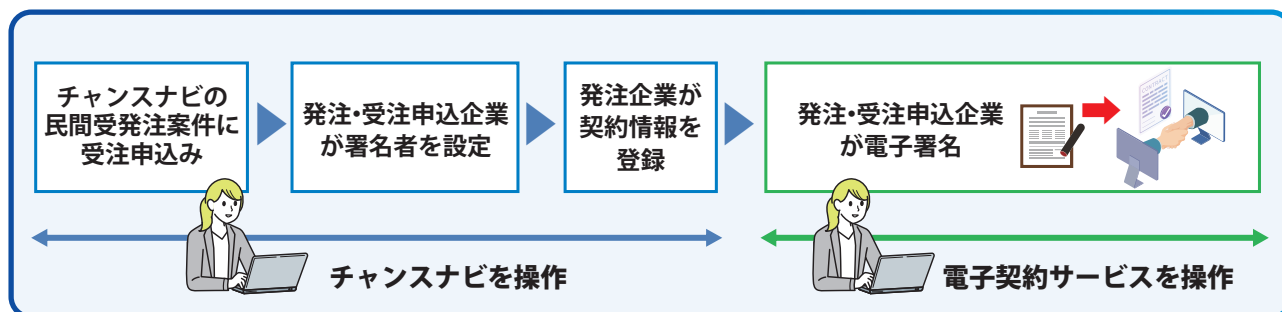 チャンスナビの
民間受発注案件に
受注申込み
発注・受注申込企業
が署名者を設定
発注企業が
契約情報を
登録
発注・受注申込企業
が電子署名
CONTRACT
チャンスナビを操作
電子契約サービスを操作